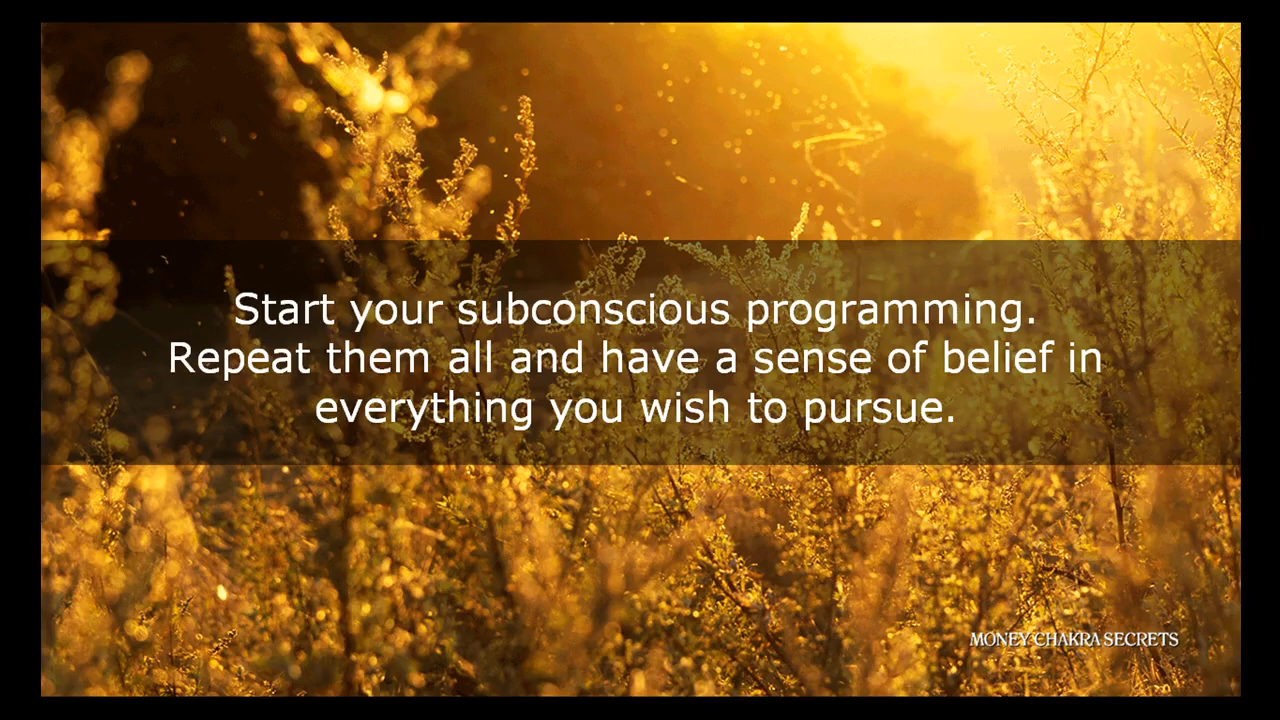 Start your subconscious programming.
Repeat them all and have a sense of belief in
everything you wish to pursue.
MONEY CHAKRA SECRETS